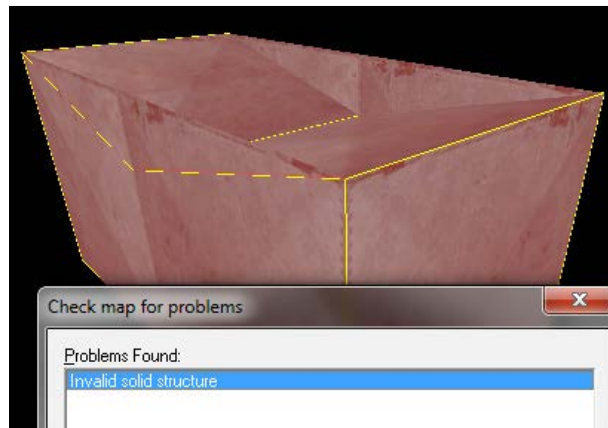 Check map for problems
Problems Found:
Invalid solid structure